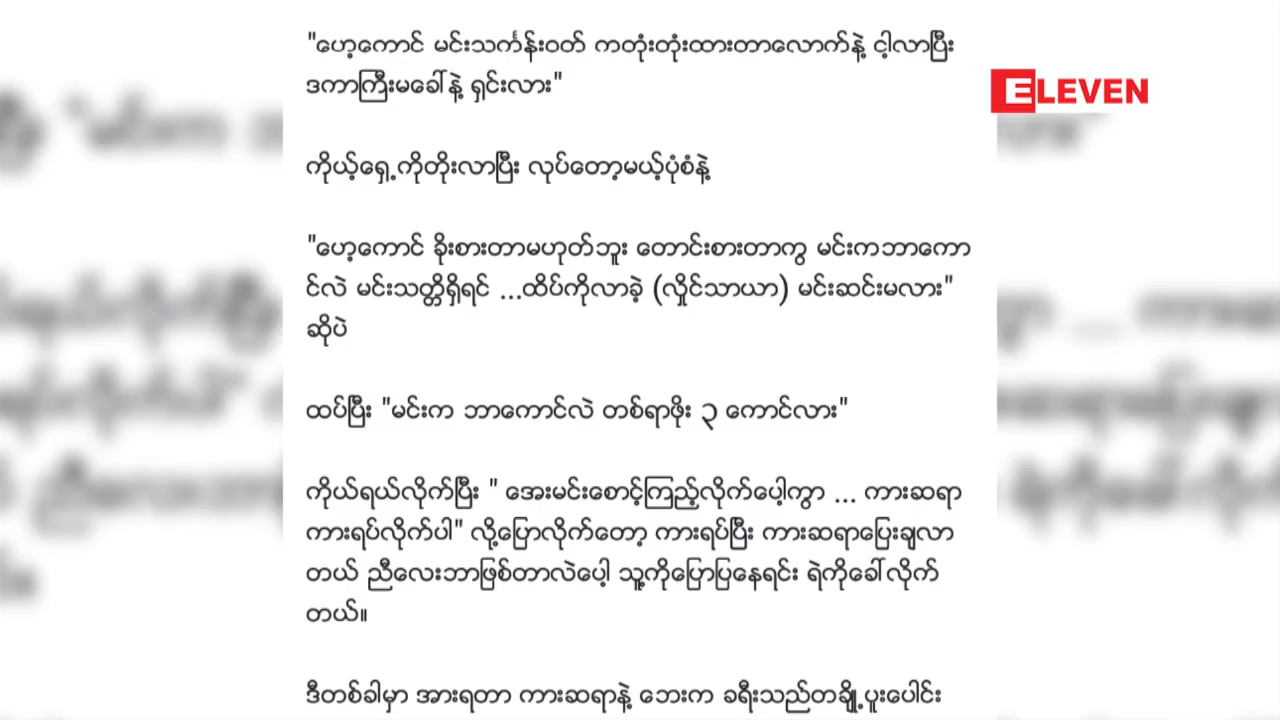 "ဟေ့ကောင် မင်းသင်္ကန်းဝတ် ကတုံးတုံးထားတာလောက်နဲ့ ငါ့လာပြီး
ဒကာကြီးမခေါ်နဲ့ ရှင်းလား"
ကိုယ့်ရှေ့ကိုတိုးလာပြီး လုပ်တော့မယ့်ပုံစံနဲ့
"ဟေ့ကောင် ခိုးစားတာမဟုတ်ဘူး တောင်းစားတာကွ မင်းကဘာကော
င်လဲ မင်းသတ္တိရှိရင် ...ထိပ်ကိုလာခဲ့ (လှိုင်သာယာ) မင်းဆင်းမလား"
ဆိုပဲ
ထပ်ပြီး "မင်းက ဘာကောင်လဲ တစ်ရာဖိုး ၃ ကောင်လား"
ကိုယ်ရယ်လိုက်ပြီး " အေးမင်းစောင့်ကြည့်လိုက်ပေါ့ကွာ ... ကားဆရာ
ကားရပ်လိုက်ပါ" လို့ပြောလိုက်တော့ ကားရပ်ပြီး ကားဆရာပြေးချလာ
တယ် ညီလေးဘာဖြစ်တာလဲပေါ့ သူ့ကိုပြောပြနေရင်း ရဲကိုခေါ်လိုက်
တယ်။
ဒီတစ်ခါမှာ အားရတာ ကားဆရာနဲ့ ဘေးက ခရီးသည်တချို့ပူးပေါင်း
ELEVEN